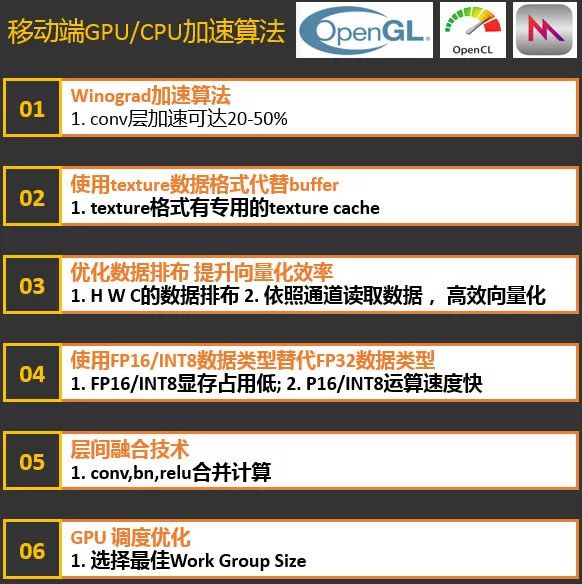 移动端GPU/CPU加速算法
OpenGL
OpenCL
01
Winograd加速算法
1. conv层加速可达20-50%
02
使用texture数据格式代替buffer
1. texture格式有专用的texture cache
03
优化数据排布 提升向量化效率
1. H W C的数据排布 2. 依照通道读取数据 ，高效向量化
04
使用FP16/INT8数据类型替代FP32数据类型
1. FP16/INT8显存占用低; 2. P16/INT8运算速度快
05
层间融合技术
1. conv,bn,relu合并计算
06
GPU 调度优化
1. 选择最佳Work Group Size